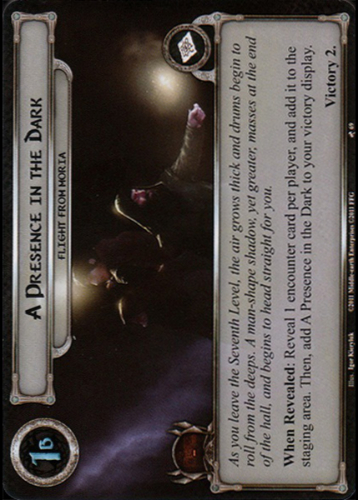 1B
A Presence in the Dark
FLIGHT FROM MORIA
As you leave the Seventh Level, the air grows thick and drums begin to
roll from the deeps. A man-shape shadow, yet greater, masses at the end
of the hall, and begins to head straight for you.
When Revealed: Reveal 1 encounter card per player, and add it to the
staging area. Then, add A Presence in the Dark to your victory display.
Victory 2.
Illus. Igor Kieryluk ©2011 Middle-earth Enterprises ©2011 FFG 69